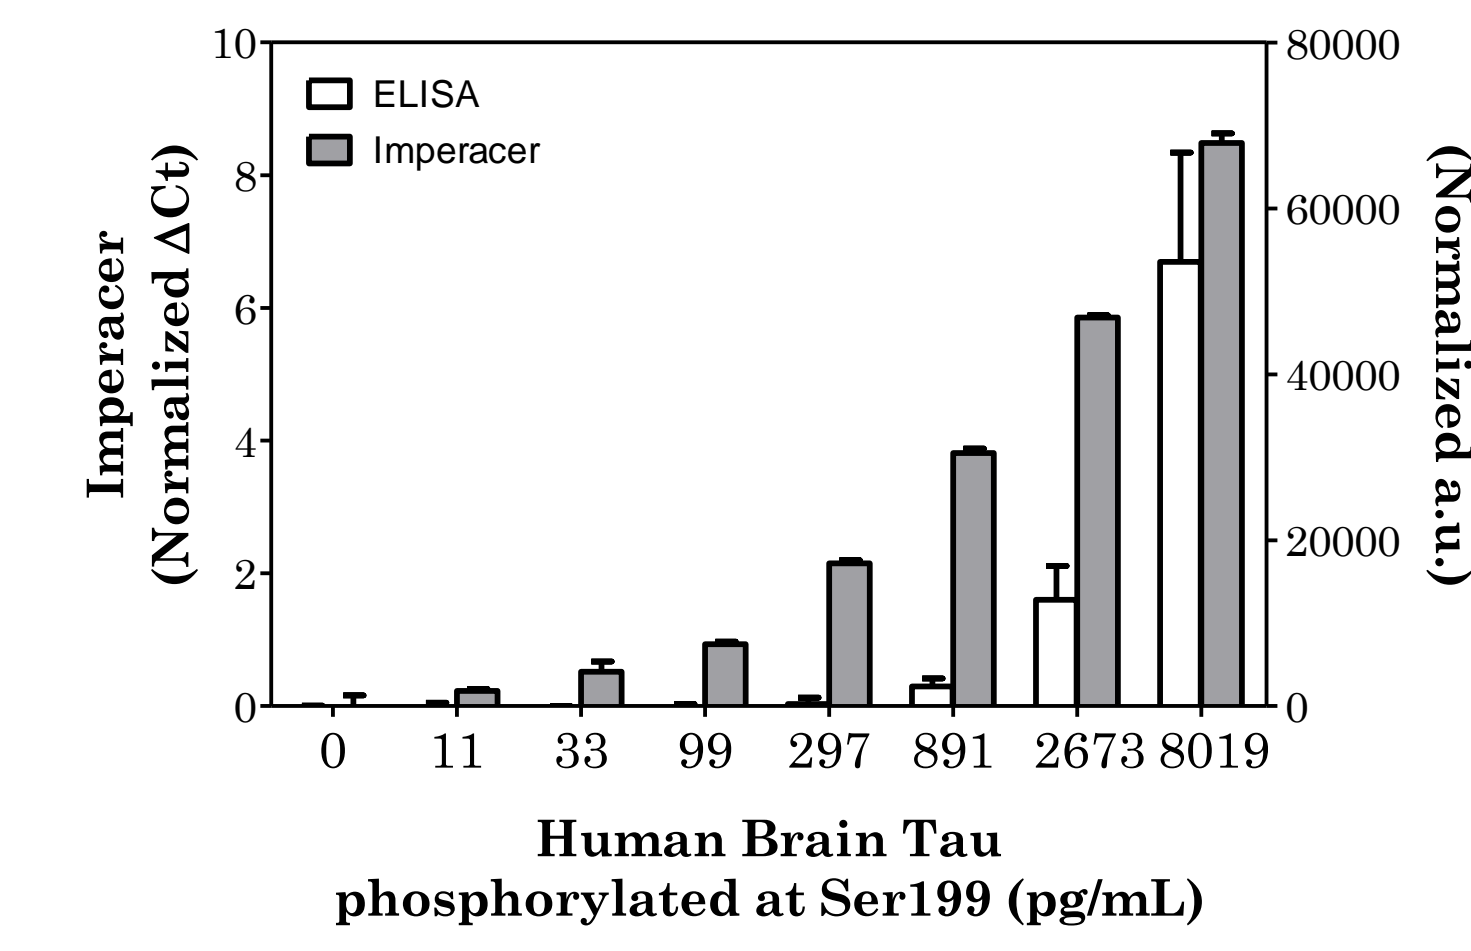 10
8
6
4
2
0
80000
60000
40000
20000
0
ELISA
Imperacer
Imperacer
(Normalized ΔCt)
(Normalized a.u.)
0 11 33 99 297 891 2673 8019
Human Brain Tau
phosphorylated at Ser199 (pg/mL)